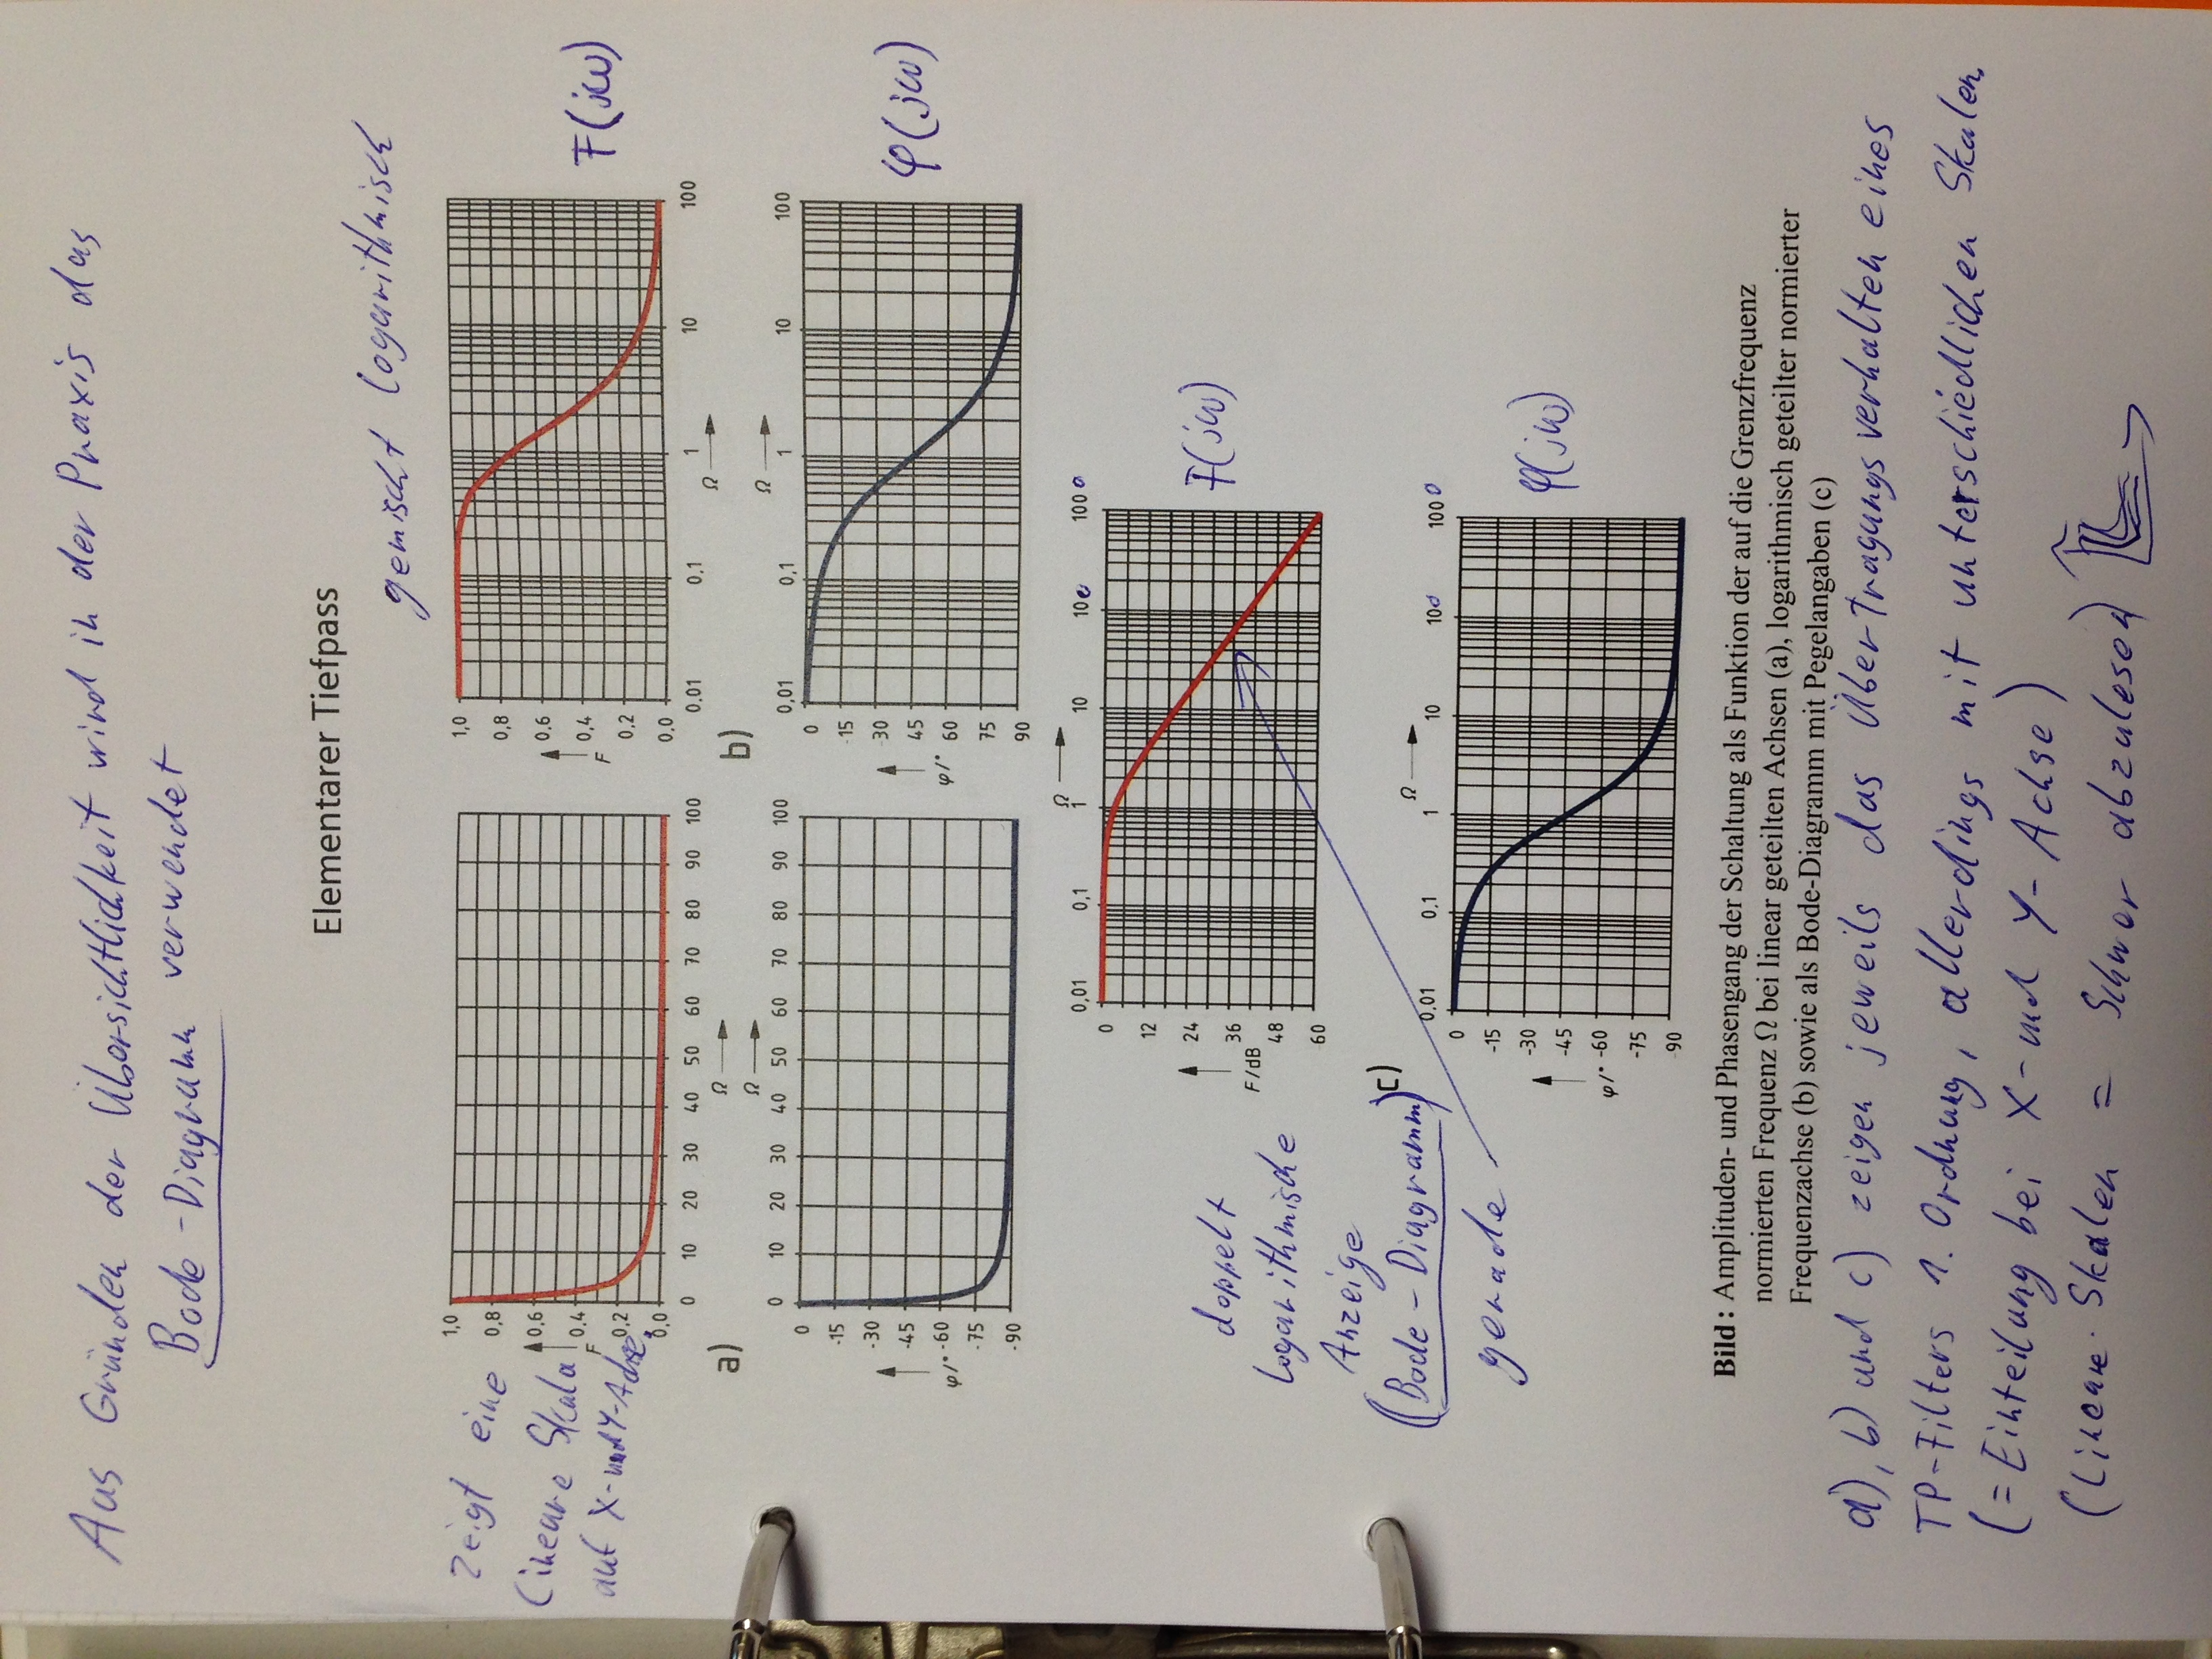 Aus Gründen der Übersichtlichkeit wird in der Praxis das
Bode-Diagramm verwendet
Elementarer Tiefpass
gemischt logarithmisch
zeigt eine
lineare Skala
auf X- und Y-Achse.
1,0
0,8
0,6
0,4
0,2
0,0
F
0 10 20 30 40 50 60 70 80 90 100
Ω
a)
1,0
0,8
0,6
0,4
0,2
0,0
F
0.01 0,1 1 10 100
Ω
b)
F(jω)
Ω
0 10 20 30 40 50 60 70 80 90 100
0
-15
-30
-45
-60
-75
-90
φ/°
Ω
0,01 0,1 1 10 100
0
15
30
45
60
75
90
φ/°
φ(jω)
Ω
0,01 0,1 1 10 100 1000
0
12
24
36
48
60
F/dB
F(jω)
doppelt
logarithmische
Anzeige
(Bode-Diagramm)
gerade
c)
Ω
0.01 0,1 1 10 100 1000
0
-15
-30
-45
-60
-75
90
φ/°
φ(jω)
Bild: Amplituden- und Phasengang der Schaltung als Funktion der auf die Grenzfrequenz
normierten Frequenz Ω bei linear geteilten Achsen (a), logarithmisch geteilter normierter
Frequenzachse (b) sowie als Bode-Diagramm mit Pegelangaben (c)
a), b) und c) zeigen jeweils das Übertragungsverhalten eines
TP-Filters 1. Ordnung, allerdings mit unterschiedlichen Skalen.
(=Einteilung bei X- und Y-Achse)
(Lineare Skalen = Schwer abzulesen)